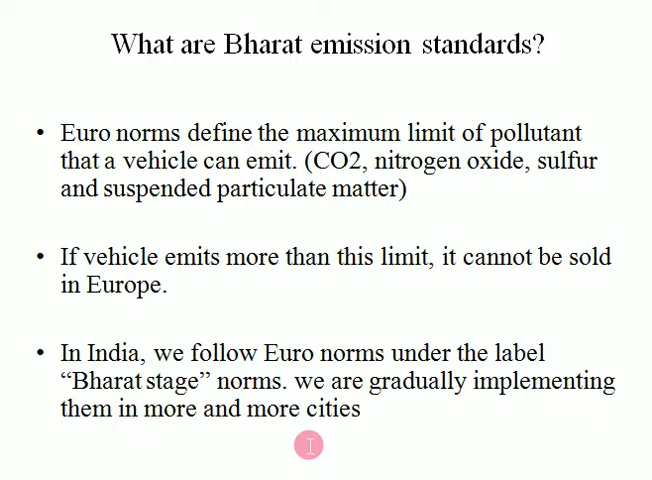 What are Bharat emission standards?
• Euro norms define the maximum limit of pollutant
that a vehicle can emit. (CO2, nitrogen oxide, sulfur
and suspended particulate matter)
• If vehicle emits more than this limit, it cannot be sold
in Europe.
• In India, we follow Euro norms under the label
“Bharat stage” norms. we are gradually implementing
them in more and more cities